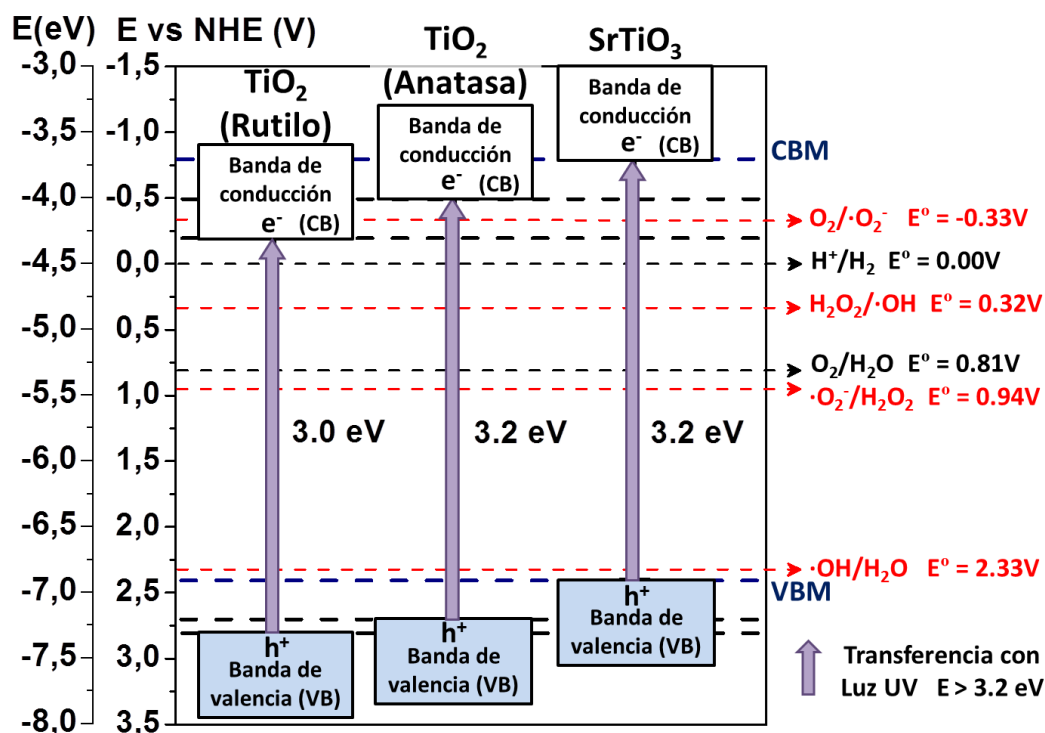 E(eV)
E vs NHE (V)
-3,0
-3,5
-4,0
-4,5
-5,0
-5,5
-6,0
-6,5
-7,0
-7,5
-8,0
-1,5
-1,0
-0,5
0,0
0,5
1,0
1,5
2,0
2,5
3,0
3,5
TiO₂
(Rutilo)
Banda de
conducción
e⁻ (CB)
3.0 eV
h⁺
Banda de
valencia (VB)
TiO₂
(Anatasa)
Banda de
conducción
e⁻ (CB)
3.2 eV
h⁺
Banda de
valencia (VB)
SrTiO₃
Banda de
conducción
e⁻ (CB)
3.2 eV
h⁺
Banda de
valencia (VB)
CBM
O₂/·O₂⁻ Eº = -0.33V
H⁺/H₂ Eº = 0.00V
H₂O₂/·OH Eº = 0.32V
O₂/H₂O Eº = 0.81V
·O₂⁻/H₂O₂ Eº = 0.94V
·OH/H₂O Eº = 2.33V
VBM
Transferencia con
Luz UV E > 3.2 eV